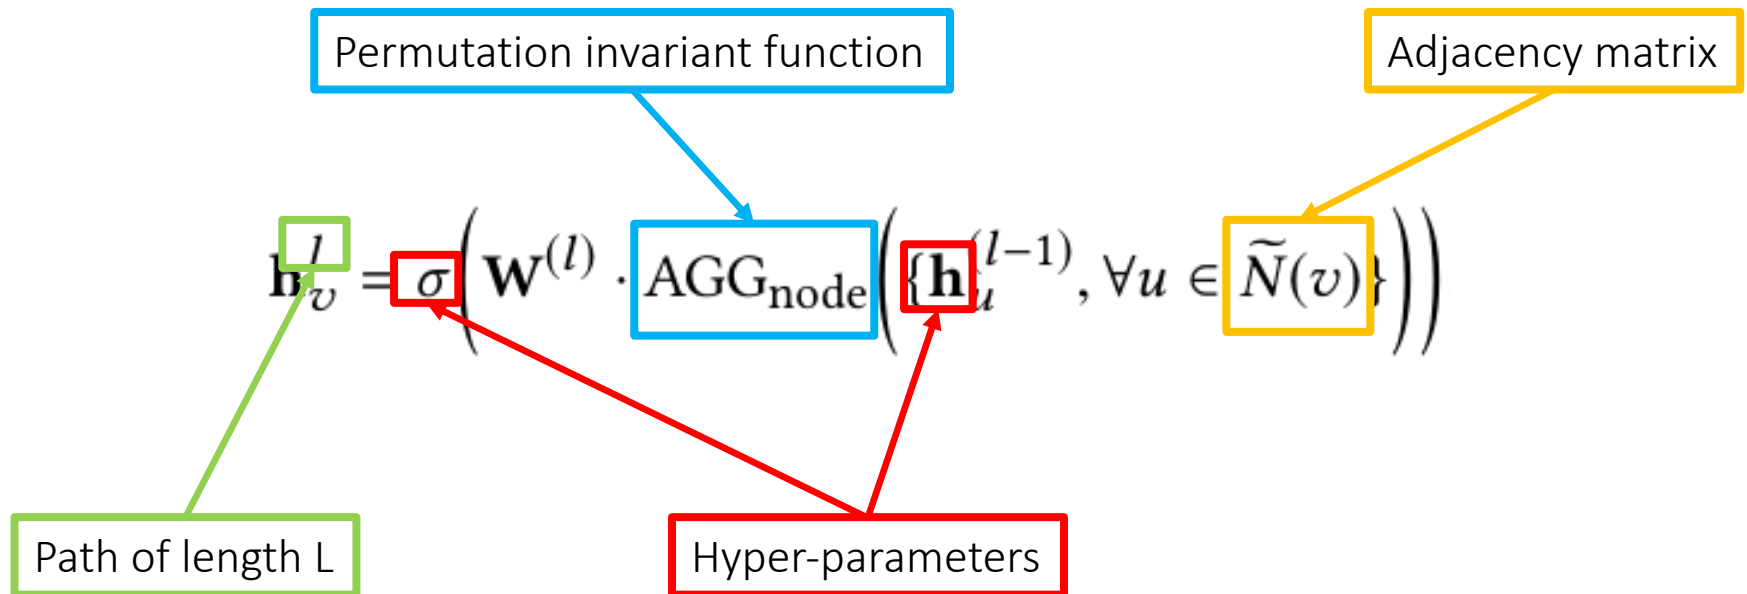 Permutation invariant function
Adjacency matrix
h_v^l = σ(W^(l) · AGG_node({h_u^(l−1), ∀u ∈ Ñ(v)}))
Path of length L
Hyper-parameters